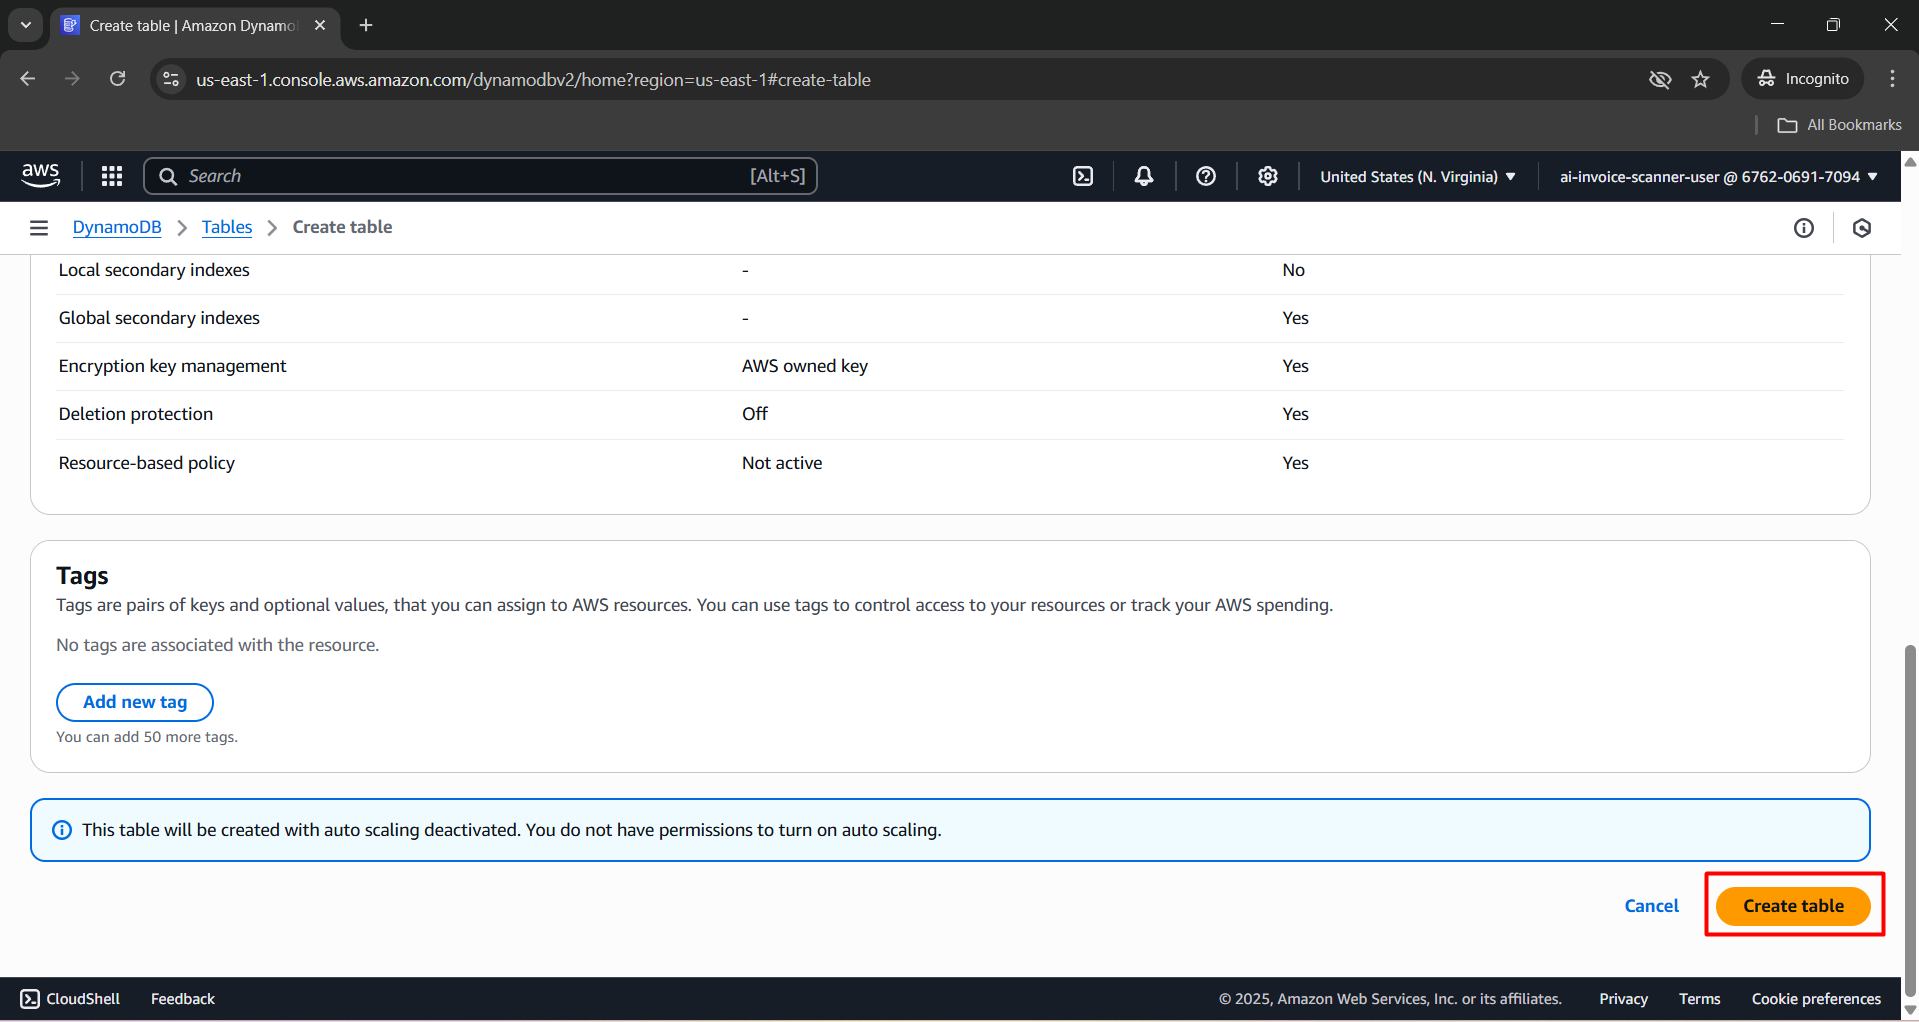 Create table | Amazon Dynamo
us-east-1.console.aws.amazon.com/dynamodbv2/home?region=us-east-1#create-table
Incognito
All Bookmarks
aws
Search
[Alt+S]
United States (N. Virginia)
ai-invoice-scanner-user @ 6762-0691-7094
DynamoDB
Tables
Create table
Local secondary indexes - No
Global secondary indexes - Yes
Encryption key management AWS owned key Yes
Deletion protection Off Yes
Resource-based policy Not active Yes
Tags
Tags are pairs of keys and optional values, that you can assign to AWS resources. You can use tags to control access to your resources or track your AWS spending.
No tags are associated with the resource.
Add new tag
You can add 50 more tags.
This table will be created with auto scaling deactivated. You do not have permissions to turn on auto scaling.
Cancel
Create table
CloudShell
Feedback
© 2025, Amazon Web Services, Inc. or its affiliates.
Privacy
Terms
Cookie preferences